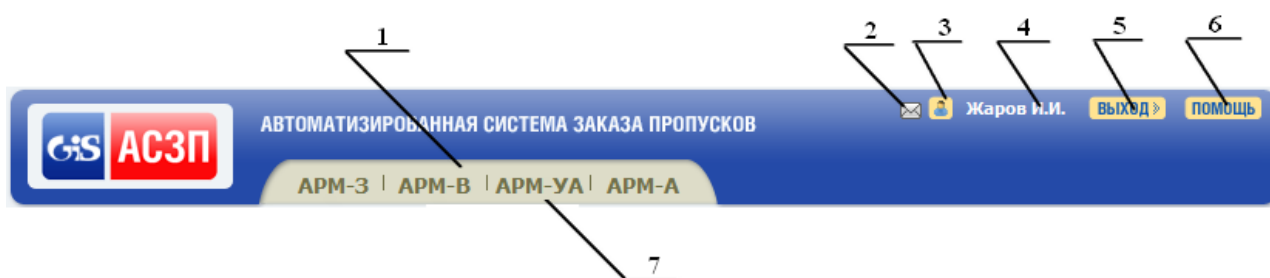 1 2 3 4 5 6
Жаров И.И. ВЫХОД» ПОМОЩЬ
GiS АСЗП
АВТОМАТИЗИРОВАННАЯ СИСТЕМА ЗАКАЗА ПРОПУСКОВ
АРМ-З | АРМ-В | АРМ-УА | АРМ-А
7